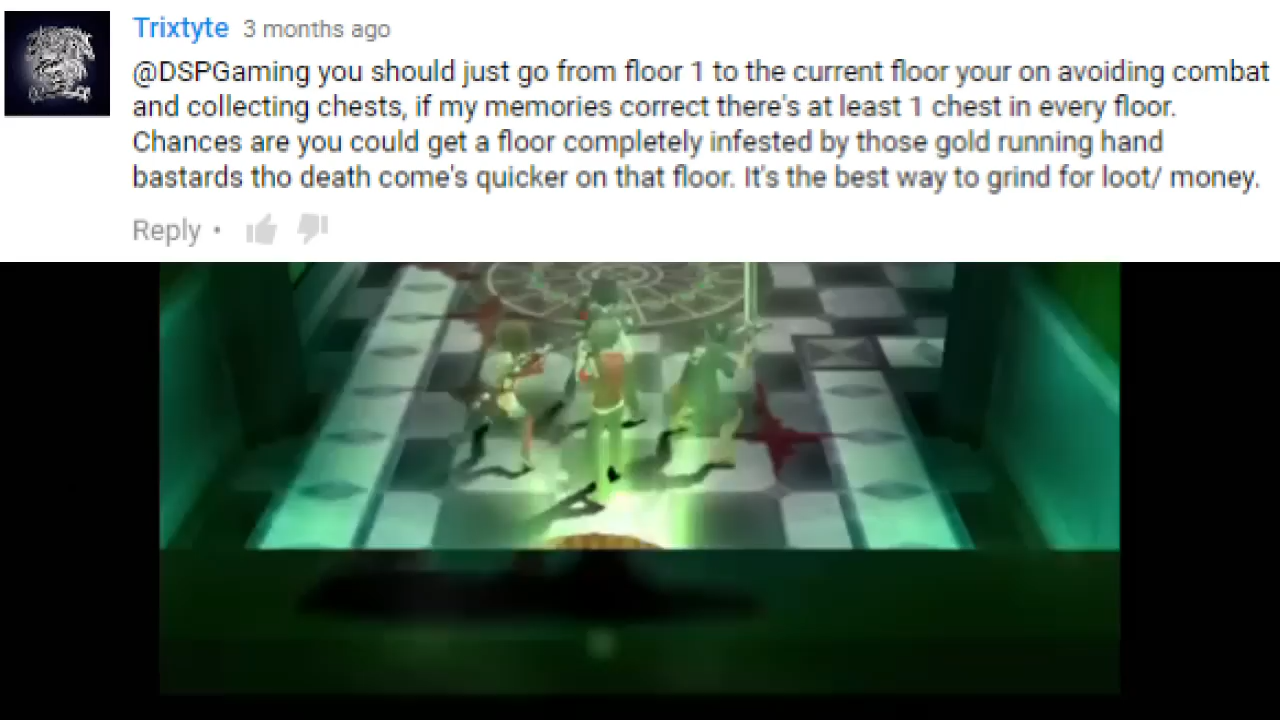 Trixtyte 3 months ago
@DSPGaming you should just go from floor 1 to the current floor your on avoiding combat
and collecting chests, if my memories correct there's at least 1 chest in every floor.
Chances are you could get a floor completely infested by those gold running hand
bastards tho death come's quicker on that floor. It's the best way to grind for loot/ money.
Reply •